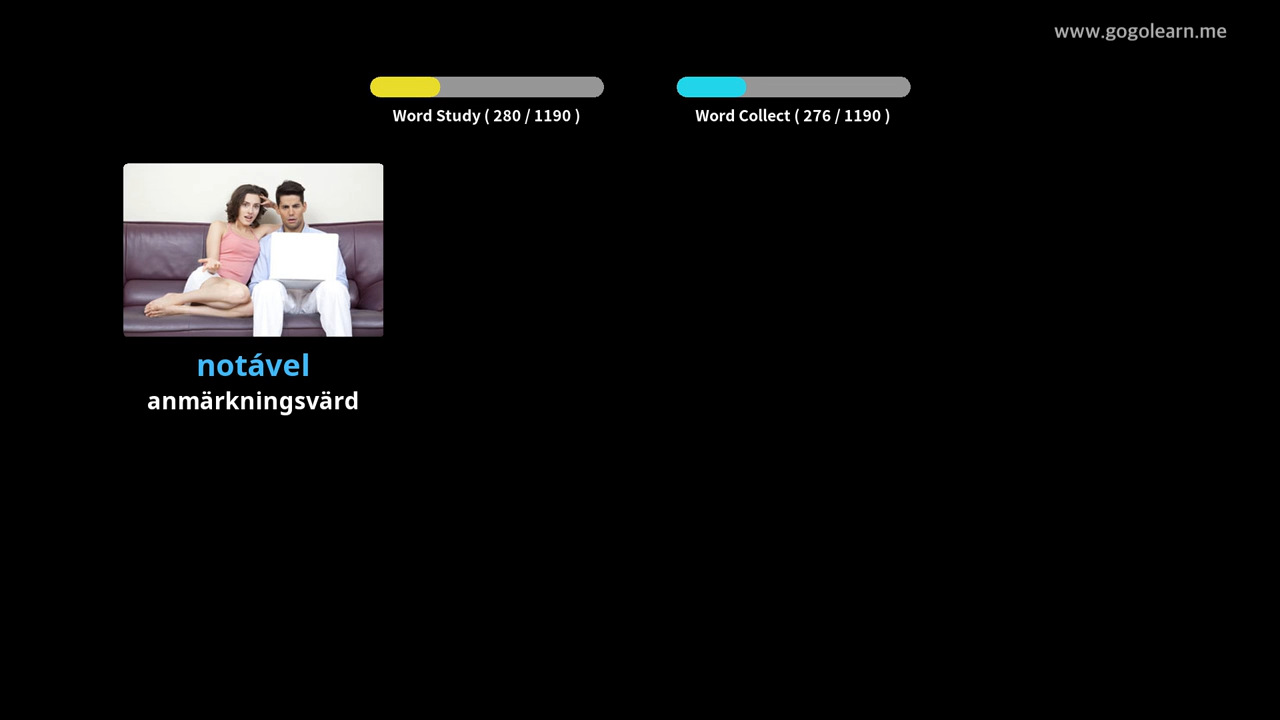 www.gogolearn.me
Word Study ( 280 / 1190 )
Word Collect ( 276 / 1190 )
notável
anmärkningsvärd